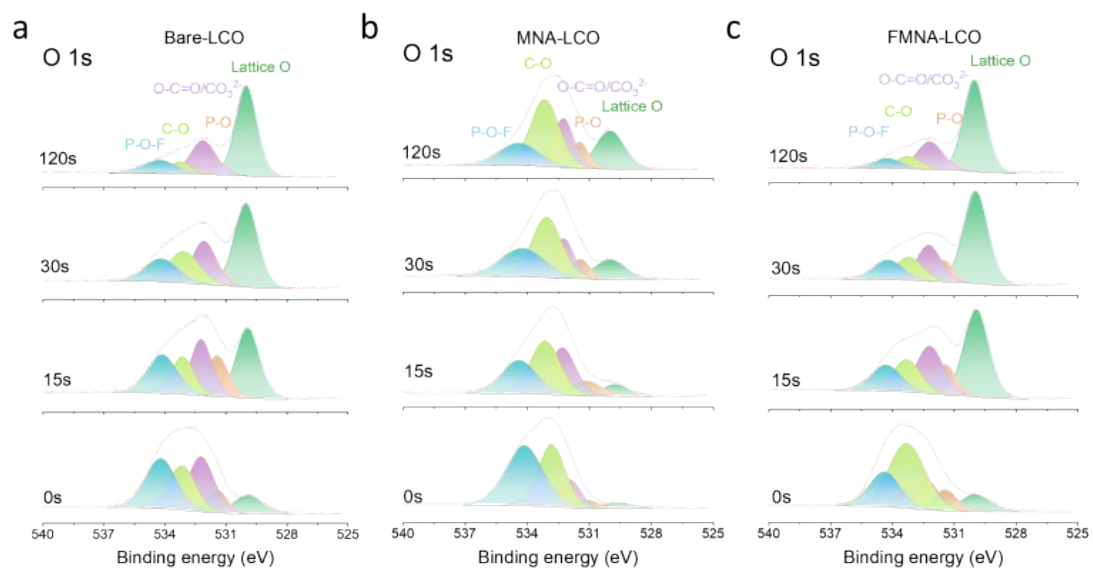 a
Bare-LCO
O 1s
Lattice O
O-C=O/CO₃²⁻
C-O
P-O
P-O-F
120s
30s
15s
0s
540 537 534 531 528 525
Binding energy (eV)
b
MNA-LCO
O 1s
C-O
O-C=O/CO₃²⁻
Lattice O
P-O-F
P-O
120s
30s
15s
0s
540 537 534 531 528 525
Binding energy (eV)
c
FMNA-LCO
O 1s
Lattice O
O-C=O/CO₃²⁻
C-O
P-O
P-O-F
120s
30s
15s
0s
540 537 534 531 528 525
Binding energy (eV)